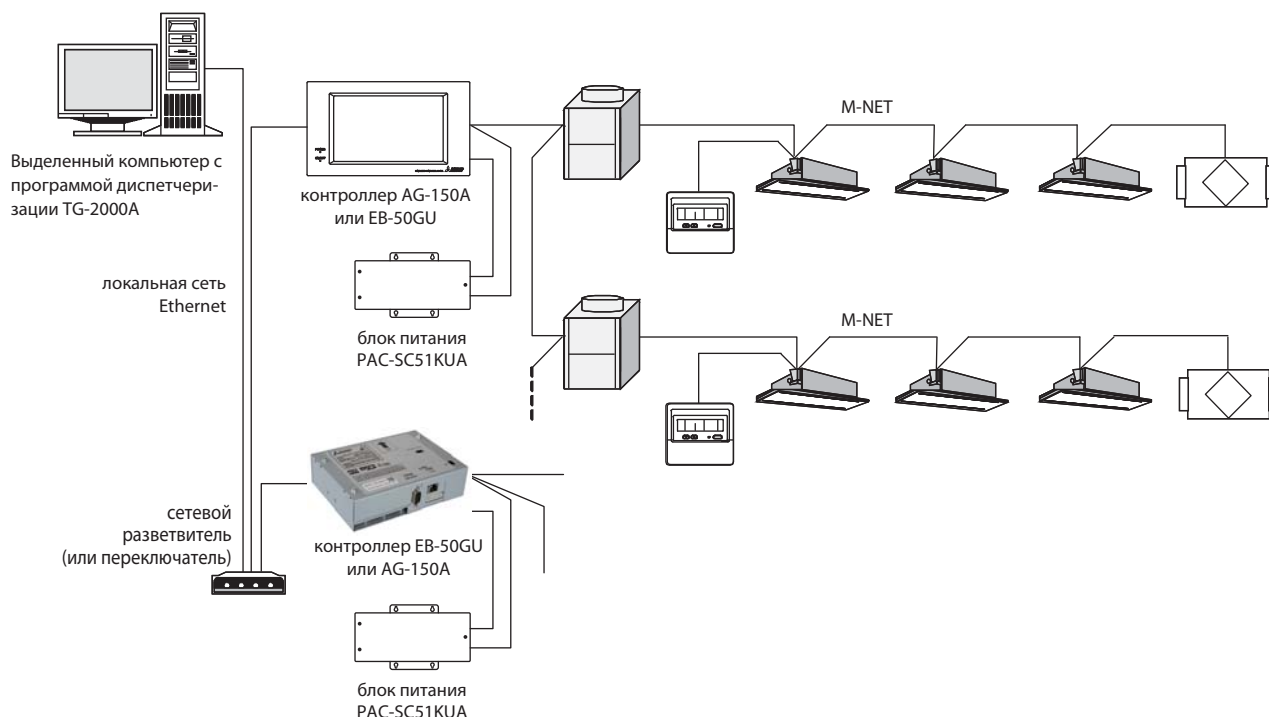 Выделенный компьютер с
программой диспетчери-
зации TG-2000A
контроллер AG-150A
или EB-50GU
M-NET
локальная сеть
Ethernet
блок питания
PAC-SC51KUA
M-NET
сетевой
разветвитель
(или переключатель)
контроллер EB-50GU
или AG-150A
блок питания
PAC-SC51KUA